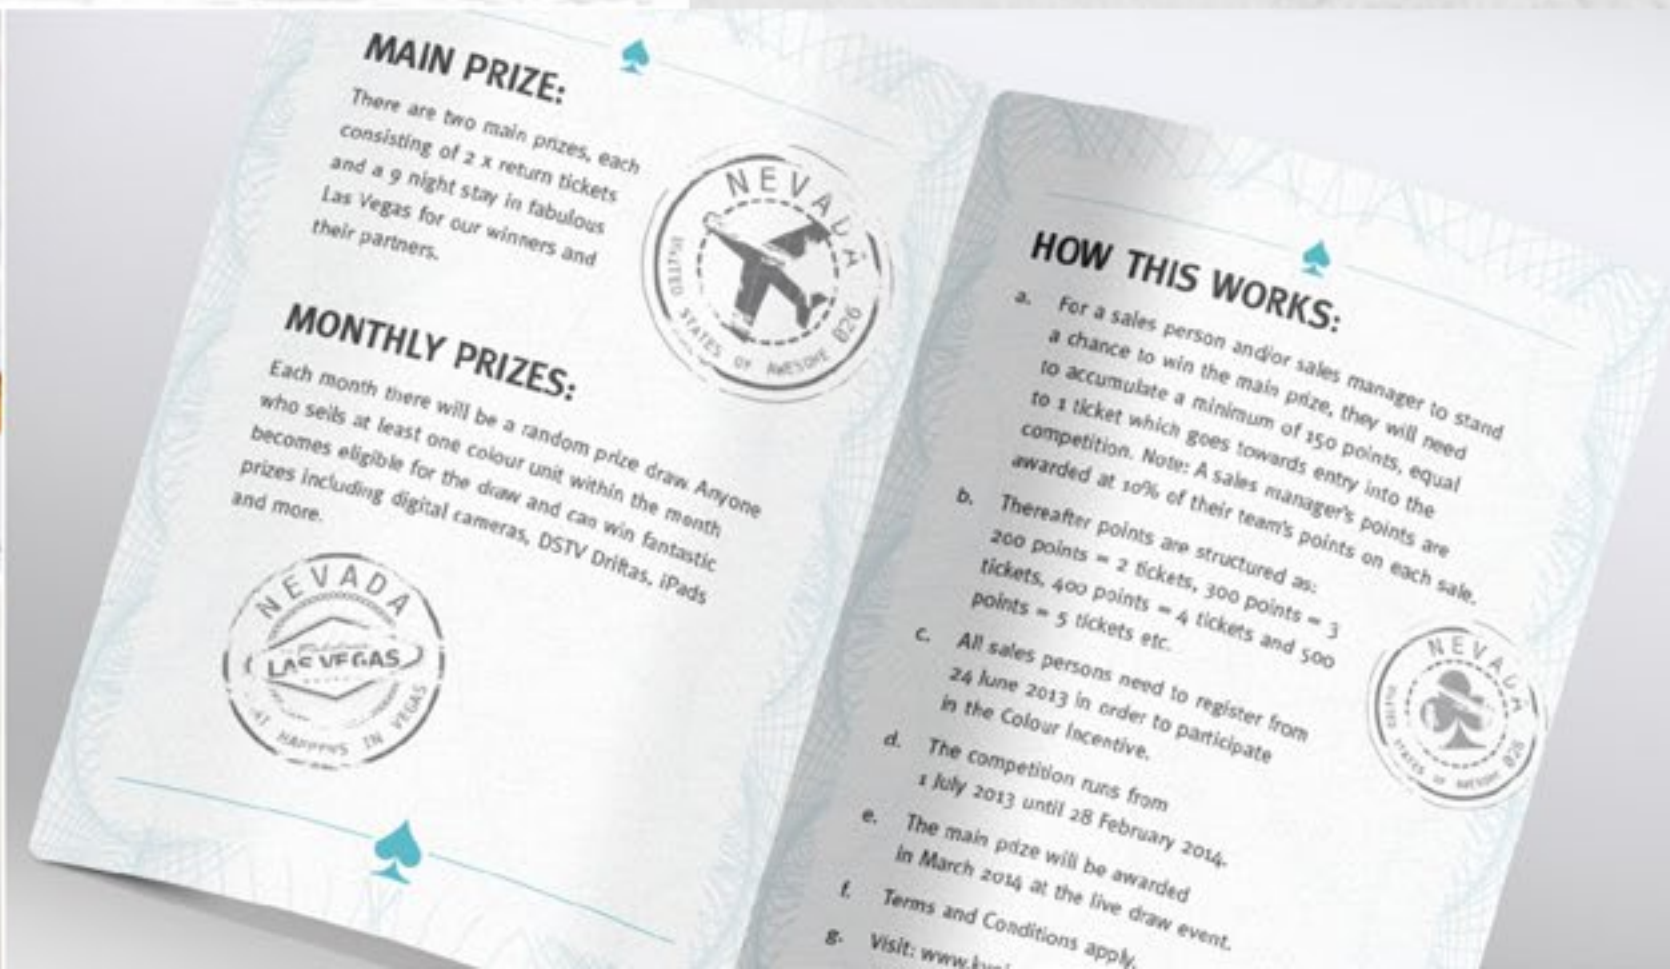 MAIN PRIZE:
There are two main prizes, each
consisting of 2 x return tickets
and a 9 night stay in fabulous
Las Vegas for our winners and
their partners.
NEVADA
UNITED STATES OF AWESOME 026
MONTHLY PRIZES:
Each month there will be a random prize draw. Anyone
who sells at least one colour unit within the month
becomes eligible for the draw and can win fantastic
prizes including digital cameras, DSTV Driftas, iPads
and more.
NEVADA
LAS VEGAS
HAPPENS IN VEGAS
HOW THIS WORKS:
a. For a sales person and/or sales manager to stand
a chance to win the main prize, they will need
to accumulate a minimum of 150 points, equal
to 1 ticket which goes towards entry into the
competition. Note: A sales manager's points are
awarded at 10% of their team's points on each sale.
b. Thereafter points are structured as:
200 points = 2 tickets, 300 points = 3
tickets, 400 points = 4 tickets and 500
points = 5 tickets etc.
c. All sales persons need to register from
24 June 2013 in order to participate
in the Colour Incentive.
d. The competition runs from
1 July 2013 until 28 February 2014.
e. The main prize will be awarded
in March 2014 at the live draw event.
f. Terms and Conditions apply.
g. Visit: www.
NEVADA
UNITED STATES OF AWESOME 026